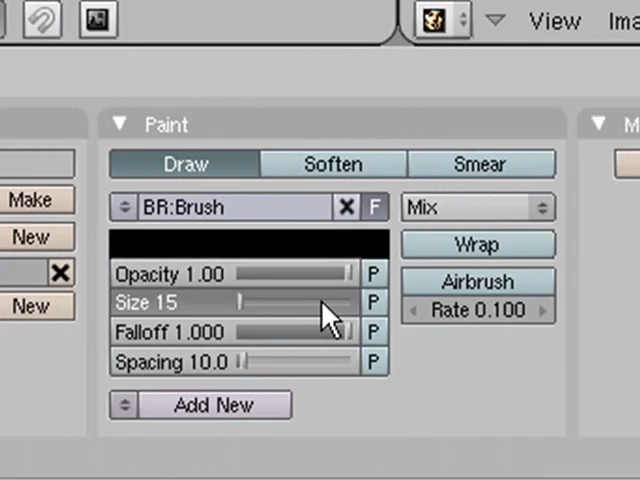 View Ima
Paint M
Draw Soften Smear
Make BR:Brush F Mix
New Wrap
Opacity 1.00 P Airbrush
New Size 15 P Rate 0.100
Falloff 1.000 P
Spacing 10.0 P
Add New